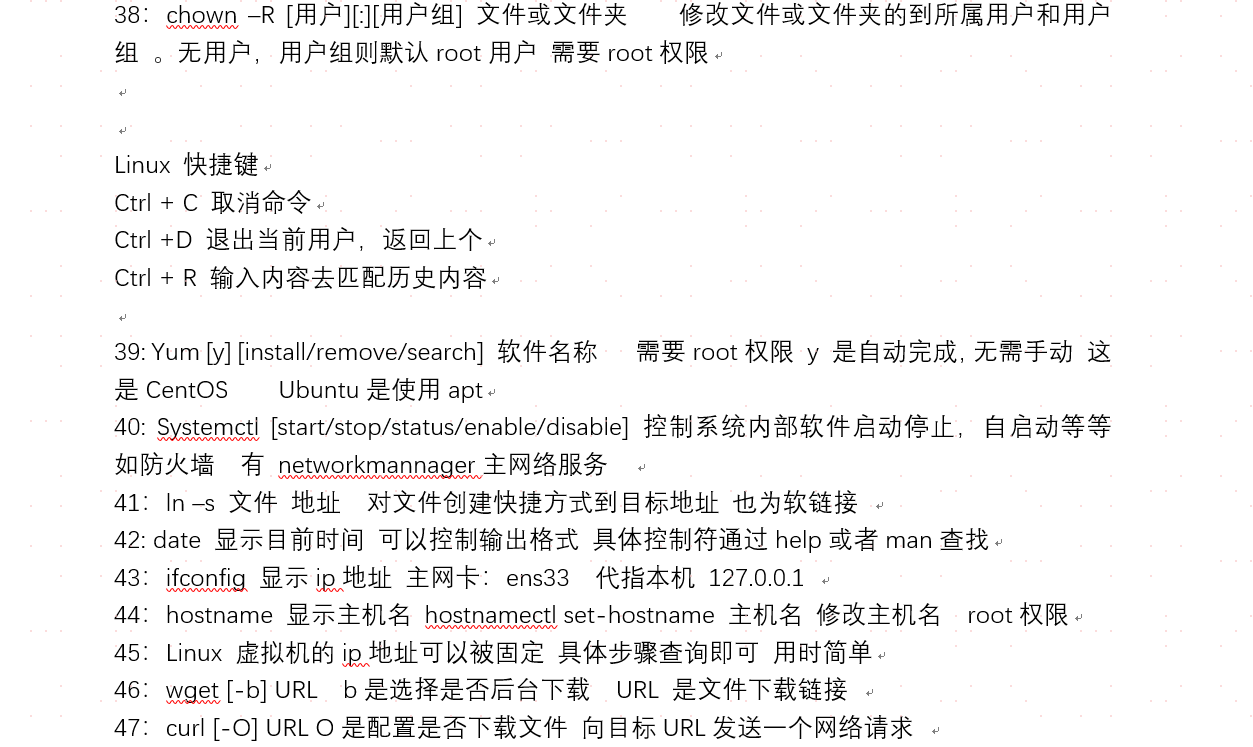 38： chown –R [用户][:][用户组] 文件或文件夹 修改文件或文件夹的到所属用户和用户
组 。无用户，用户组则默认 root 用户 需要 root 权限
Linux 快捷键
Ctrl + C 取消命令
Ctrl +D 退出当前用户，返回上个
Ctrl + R 输入内容去匹配历史内容
39: Yum [y] [install/remove/search] 软件名称 需要 root 权限 y 是自动完成, 无需手动 这
是 CentOS Ubuntu 是使用 apt
40: Systemctl [start/stop/status/enable/disable] 控制系统内部软件启动停止，自启动等等
如防火墙 有 networkmannager 主网络服务
41： ln –s 文件 地址 对文件创建快捷方式到目标地址 也为软链接
42: date 显示目前时间 可以控制输出格式 具体控制符通过 help 或者 man 查找
43： ifconfig 显示 ip 地址 主网卡： ens33 代指本机 127.0.0.1
44： hostname 显示主机名 hostnamectl set-hostname 主机名 修改主机名 root 权限
45： Linux 虚拟机的 ip 地址可以被固定 具体步骤查询即可 用时简单
46： wget [-b] URL b 是选择是否后台下载 URL 是文件下载链接
47： curl [-O] URL O 是配置是否下载文件 向目标 URL 发送一个网络请求